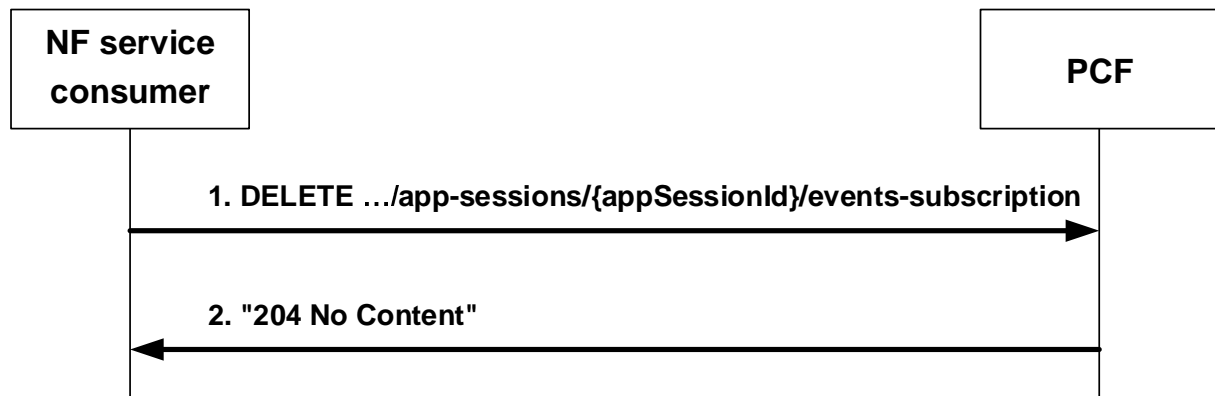 NF service
consumer
PCF
1. DELETE …/app-sessions/{appSessionId}/events-subscription
2. "204 No Content"